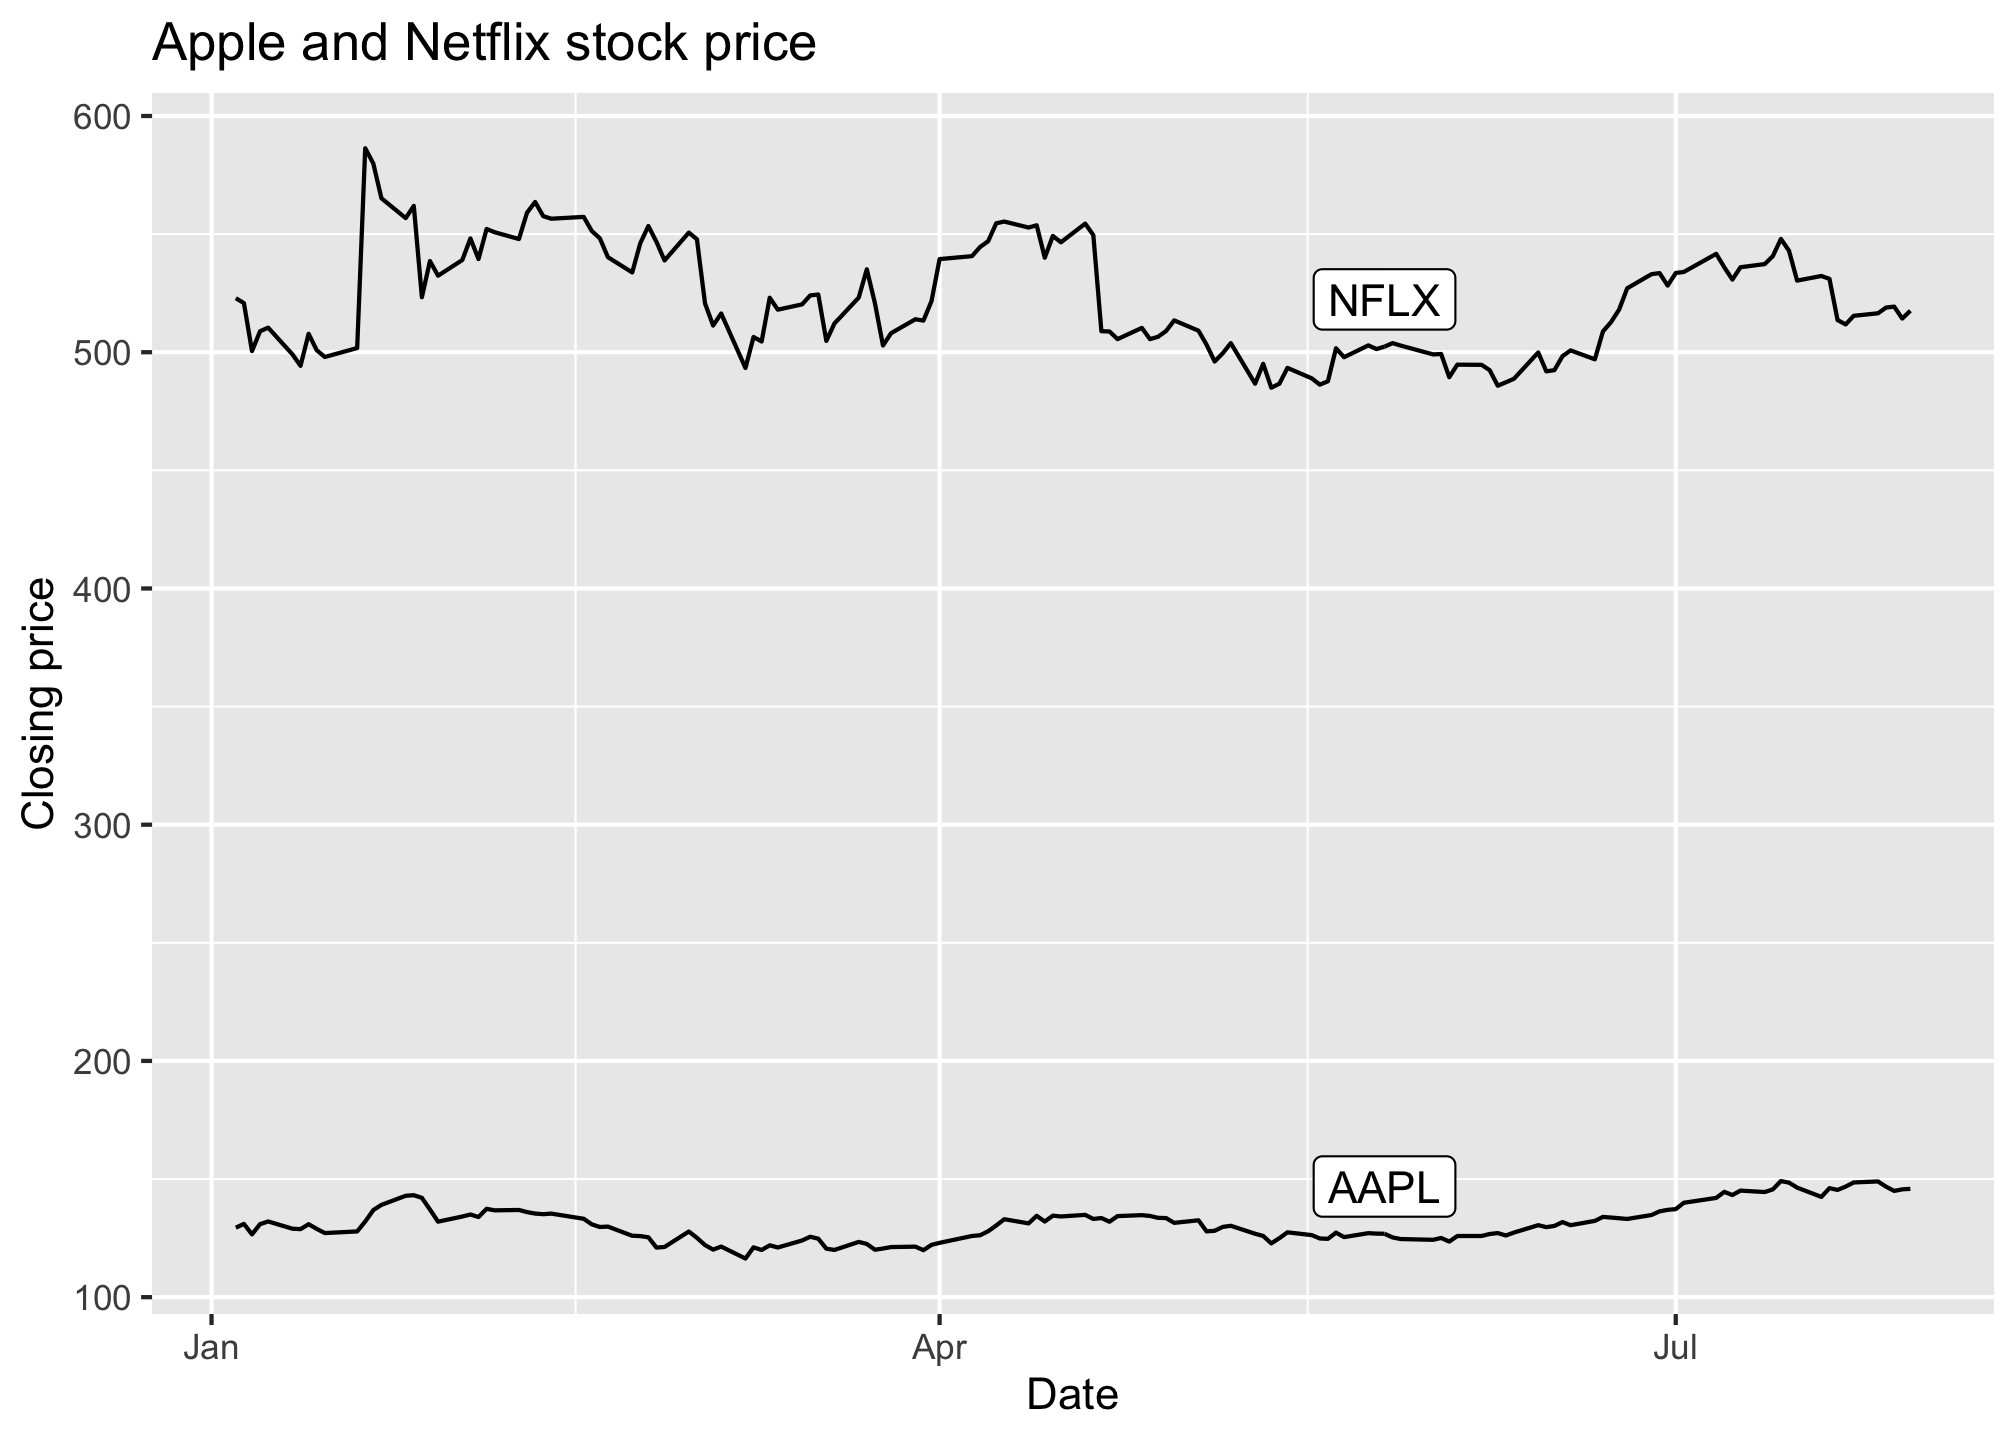 Apple and Netflix stock price
Closing price
600
500
400
300
200
100
NFLX
AAPL
Jan Apr Jul
Date